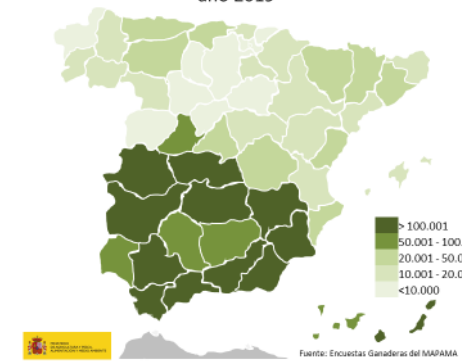 año 2015
> 100.001
50.001 - 100.
20.001 - 50.0
10.001 - 20.0
<10.000
Fuente: Encuestas Ganaderas del MAPAMA